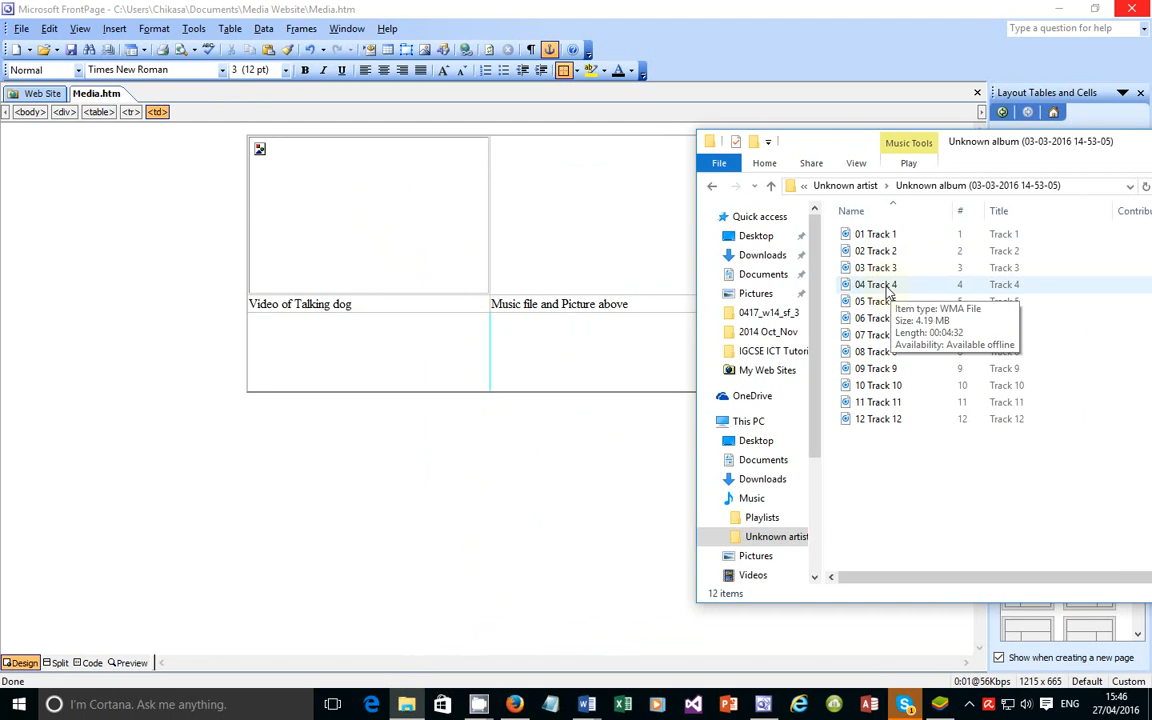 Microsoft FrontPage - C:\Users\Chikasa\Documents\Media Website\Media.htm
File Edit View Insert Format Tools Table Data Frames Window Help
Type a question for help
Normal Times New Roman 3 (12 pt) B I U A A A
Web Site Media.htm
<body> <div> <table> <tr> <td>
Layout Tables and Cells
Video of Talking dog
Music file and Picture above
Music Tools
Unknown album (03-03-2016 14-53-05)
File Home Share View Play
« Unknown artist > Unknown album (03-03-2016 14-53-05)
Name # Title Contribu
Quick access
Desktop
Downloads
Documents
Pictures
0417_w14_sf_3
2014 Oct_Nov
IGCSE ICT Tutori
My Web Sites
OneDrive
This PC
Desktop
Documents
Downloads
Music
Playlists
Unknown artist
Pictures
Videos
01 Track 1 1 Track 1
02 Track 2 2 Track 2
03 Track 3 3 Track 3
04 Track 4 4 Track 4
05 Track
06 Track
07 Track
08 Track
09 Track 9 9 Track 9
10 Track 10 10 Track 10
11 Track 11 11 Track 11
12 Track 12 12 Track 12
Item type: WMA File
Size: 4.19 MB
Length: 00:04:32
Availability: Available offline
12 items
Show when creating a new page
Design Split Code Preview
Done
0:01@56Kbps 1215 x 665 Default Custom
I'm Cortana. Ask me anything.
ENG
15:46
27/04/2016